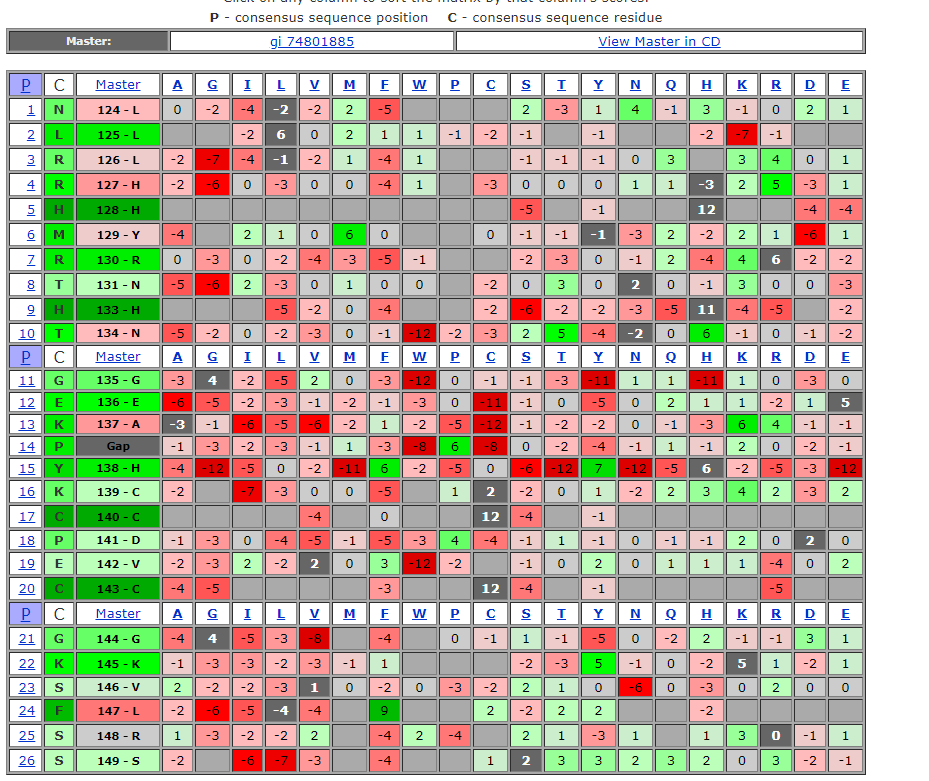 Click on any column to sort the matrix by that column's scores.
P - consensus sequence position C - consensus sequence residue
Master: gi 74801885 View Master in CD
P C Master A G I L V M F W P C S T Y N Q H K R D E
1 N 124 - L 0 -2 -4 -2 -2 2 -5 2 -3 1 4 -1 3 -1 0 2 1
2 L 125 - L -2 6 0 2 1 1 -1 -2 -1 -1 -2 -7 -1
3 R 126 - L -2 -7 -4 -1 -2 1 -4 1 -1 -1 -1 0 3 3 4 0 1
4 R 127 - H -2 -6 0 -3 0 0 -4 1 -3 0 0 0 1 1 -3 2 5 -3 1
5 H 128 - H -5 -1 12 -4 -4
6 M 129 - Y -4 2 1 0 6 0 0 -1 -1 -1 -3 2 -2 2 1 -6 1
7 R 130 - R 0 -3 0 -2 -4 -3 -5 -1 -2 -3 0 -1 2 -4 4 6 -2 -2
8 T 131 - N -5 -6 2 -3 0 1 0 0 -2 0 3 0 2 0 -1 3 0 0 -3
9 H 133 - H -5 -2 0 -4 -2 -6 -2 -2 -3 -5 11 -4 -5 -2
10 T 134 - N -5 -2 0 -2 -3 0 -1 -12 -2 -3 2 5 -4 -2 0 6 -1 0 -1 -2
P C Master A G I L V M F W P C S T Y N Q H K R D E
11 G 135 - G -3 4 -2 -5 2 0 -3 -12 0 -1 -1 -3 -11 1 1 -11 1 0 -3 0
12 E 136 - E -6 -5 -2 -3 -1 -2 -1 -3 0 -11 -1 0 -5 0 2 1 1 -2 1 5
13 K 137 - A -3 -1 -6 -5 -6 -2 1 -2 -5 -12 -1 -2 -2 0 -1 -3 6 4 -1 -1
14 P Gap -1 -3 -2 -3 -1 1 -3 -8 6 -8 0 -2 -4 -1 1 -1 2 0 -2 -1
15 Y 138 - H -4 -12 -5 0 -2 -11 6 -2 -5 0 -6 -12 7 -12 -5 6 -2 -5 -3 -12
16 K 139 - C -2 -7 -3 0 0 -5 1 2 -2 0 1 -2 2 3 4 2 -3 2
17 C 140 - C -4 0 12 -4 -1
18 P 141 - D -1 -3 0 -4 -5 -1 -5 -3 4 -4 -1 1 -1 0 -1 -1 2 0 2 0
19 E 142 - V -2 -3 2 -2 2 0 3 -12 -2 -1 0 2 0 1 1 1 -4 0 2
20 C 143 - C -4 -5 -3 12 -4 -1 -5
P C Master A G I L V M F W P C S T Y N Q H K R D E
21 G 144 - G -4 4 -5 -3 -8 -4 0 -1 1 -1 -5 0 -2 2 -1 -1 3 1
22 K 145 - K -1 -3 -3 -2 -3 -1 1 -2 -3 5 -1 0 -2 5 1 -2 1
23 S 146 - V 2 -2 -2 -3 1 0 -2 0 -3 -2 2 1 0 -6 0 -3 0 2 0 0
24 F 147 - L -2 -6 -5 -4 -4 9 2 -2 2 2 -2
25 S 148 - R 1 -3 -2 -2 2 -4 2 -4 2 1 -3 1 1 3 0 -1 1
26 S 149 - S -2 -6 -7 -3 -4 1 2 3 3 2 3 2 0 3 -2 -1